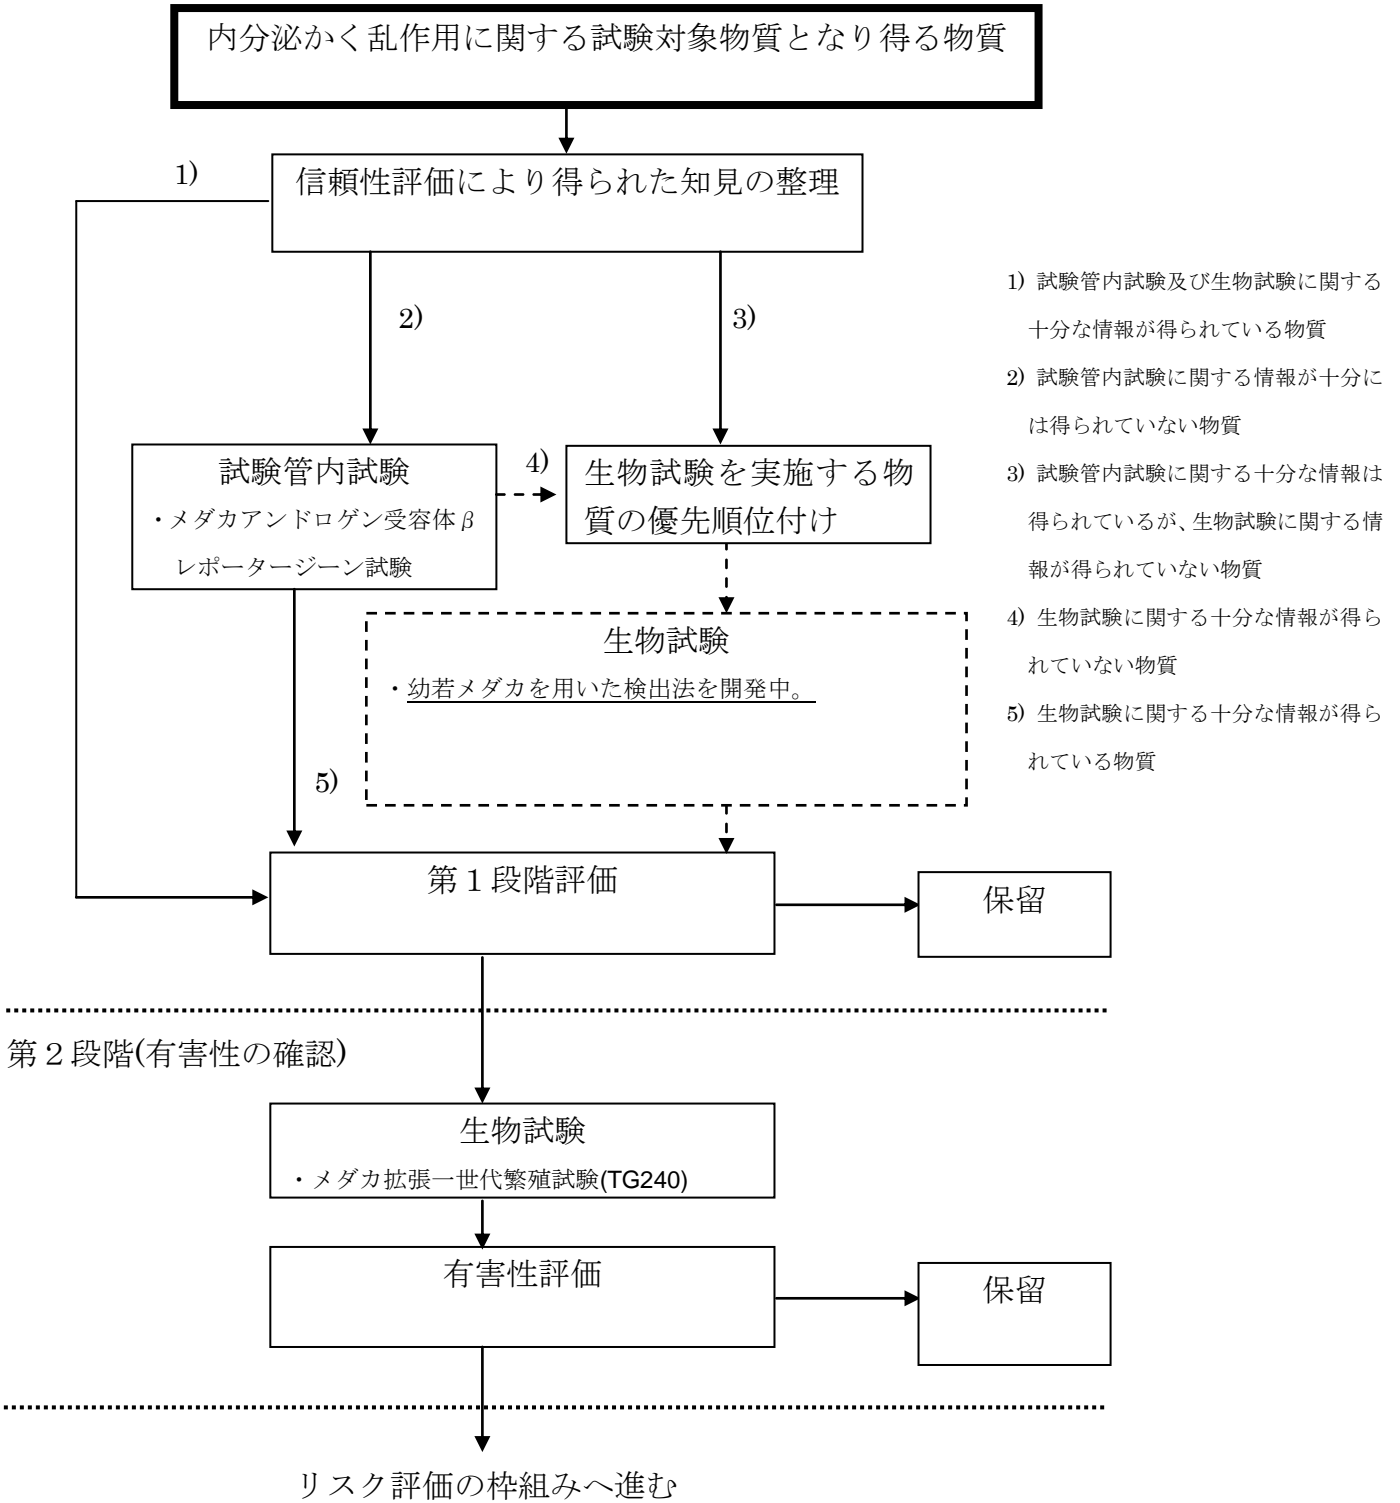 内分泌かく乱作用に関する試験対象物質となり得る物質
1)
信頼性評価により得られた知見の整理
2)
3)
1) 試験管内試験及び生物試験に関する
十分な情報が得られている物質
2) 試験管内試験に関する情報が十分に
は得られていない物質
3) 試験管内試験に関する十分な情報は
得られているが、生物試験に関する情
報が得られていない物質
4) 生物試験に関する十分な情報が得ら
れていない物質
5) 生物試験に関する十分な情報が得ら
れている物質
試験管内試験
・メダカアンドロゲン受容体β
レポータージーン試験
4)
生物試験を実施する物
質の優先順位付け
生物試験
・幼若メダカを用いた検出法を開発中。
5)
第1段階評価
保留
第2段階(有害性の確認)
生物試験
・メダカ拡張一世代繁殖試験(TG240)
有害性評価
保留
リスク評価の枠組みへ進む